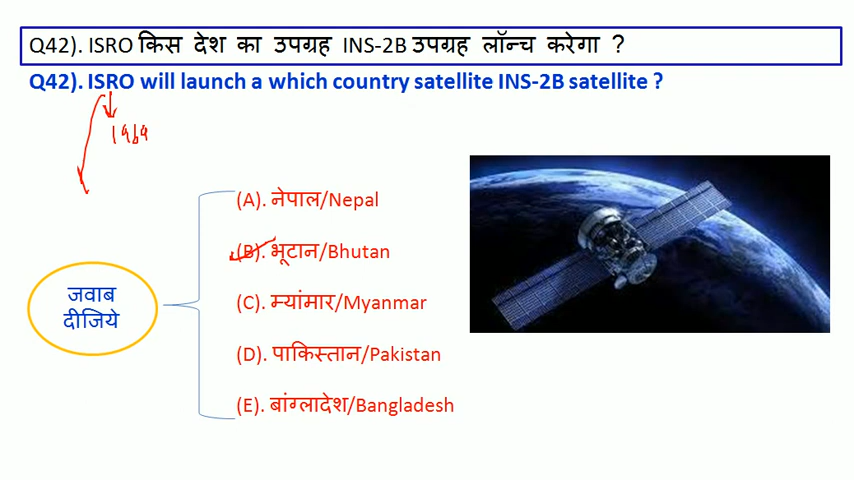 Q42). ISRO किस देश का उपग्रह INS-2B उपग्रह लॉन्च करेगा ?
Q42). ISRO will launch a which country satellite INS-2B satellite ?
1969
(A). नेपाल/Nepal
(B). भूटान/Bhutan
जवाब
दीजिये
(C). म्यांमार/Myanmar
(D). पाकिस्तान/Pakistan
(E). बांग्लादेश/Bangladesh